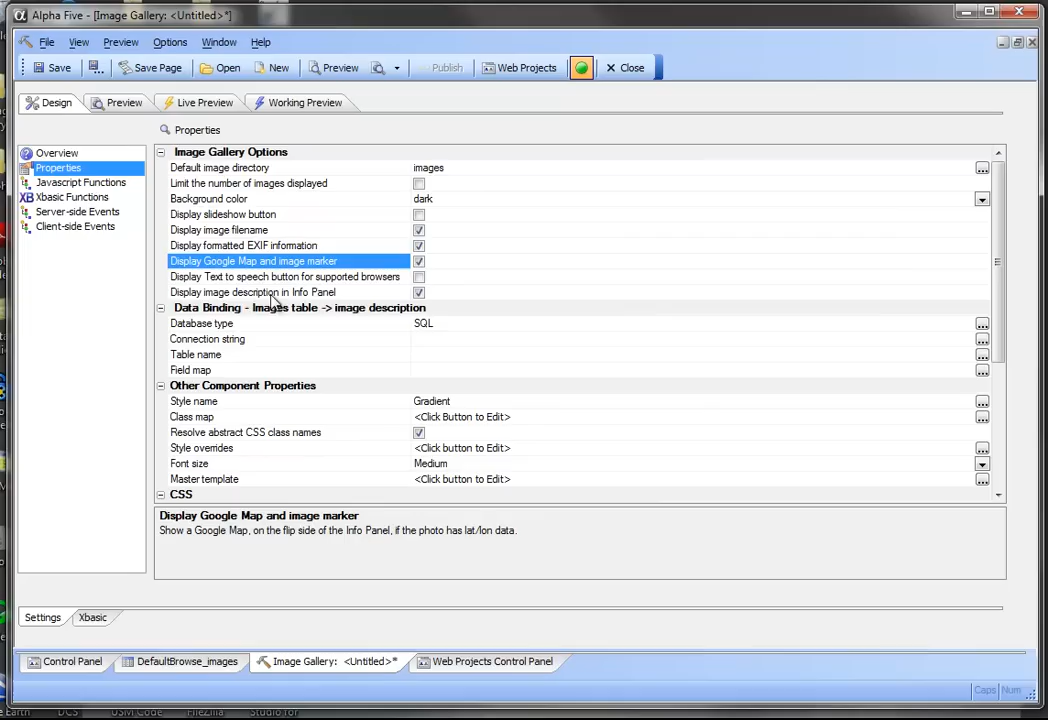 Alpha Five - [Image Gallery: <Untitled>*]
File View Preview Options Window Help
Save Save Page Open New Preview Publish Web Projects Close
Design Preview Live Preview Working Preview
Properties
Overview
Properties
Javascript Functions
Xbasic Functions
Server-side Events
Client-side Events
Image Gallery Options
Default image directory images
Limit the number of images displayed
Background color dark
Display slideshow button
Display image filename
Display formatted EXIF information
Display Google Map and image marker
Display Text to speech button for supported browsers
Display image description in Info Panel
Data Binding - Images table -> image description
Database type SQL
Connection string
Table name
Field map
Other Component Properties
Style name Gradient
Class map <Click Button to Edit>
Resolve abstract CSS class names
Style overrides <Click button to Edit>
Font size Medium
Master template <Click button to Edit>
CSS
Display Google Map and image marker
Show a Google Map, on the flip side of the Info Panel, if the photo has lat/lon data.
Settings Xbasic
Control Panel DefaultBrowse_images Image Gallery: <Untitled>* Web Projects Control Panel
Caps Num
Earth DCS USM Code FileZilla Studio for